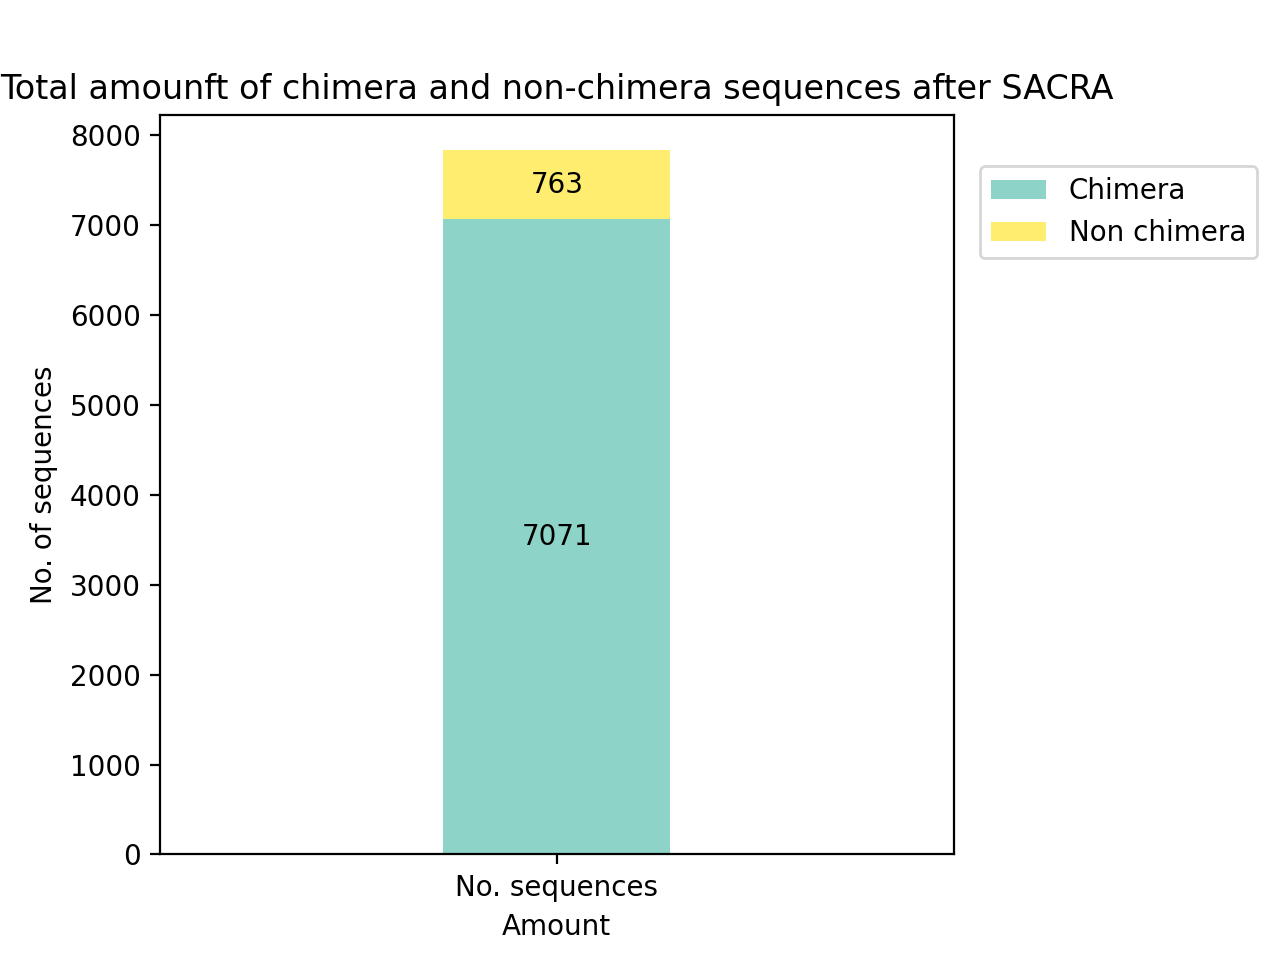 Total amounft of chimera and non-chimera sequences after SACRA
8000
7000
6000
5000
4000
3000
2000
1000
0
No. of sequences
763
7071
Chimera
Non chimera
No. sequences
Amount